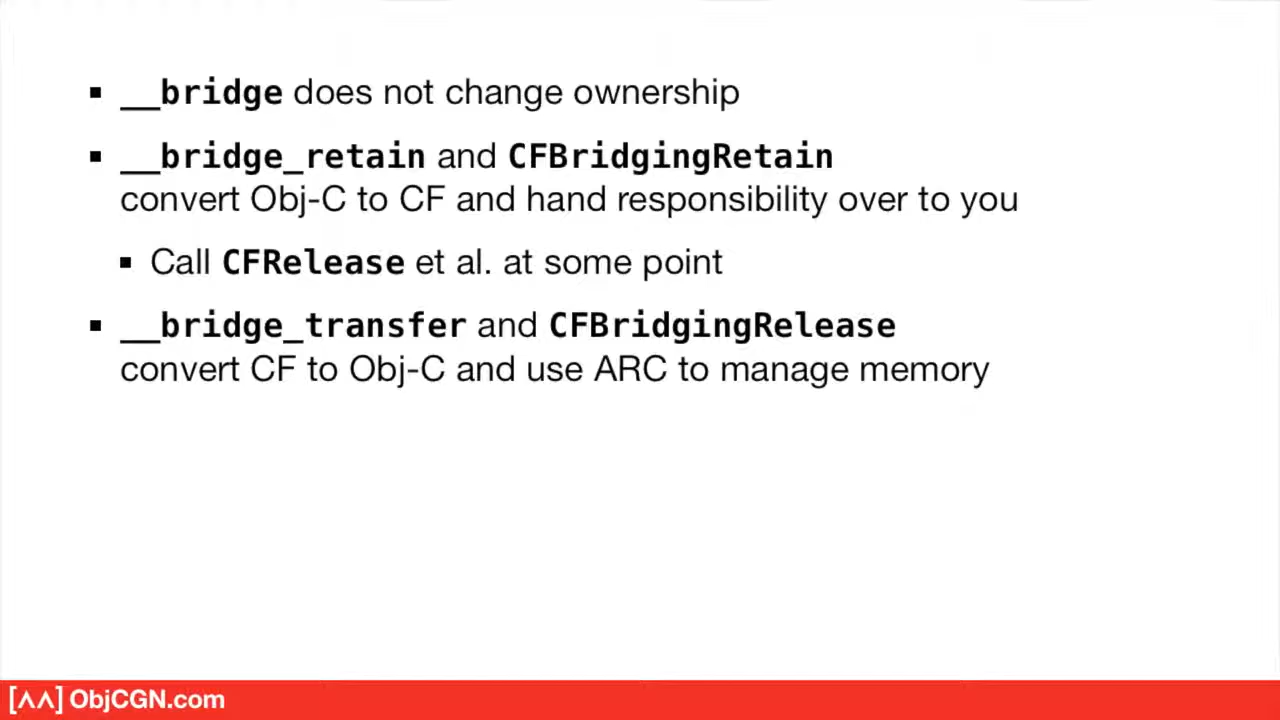 ▪ __bridge does not change ownership
▪ __bridge_retain and CFBridgingRetain
convert Obj-C to CF and hand responsibility over to you
▪ Call CFRelease et al. at some point
▪ __bridge_transfer and CFBridgingRelease
convert CF to Obj-C and use ARC to manage memory
[ΛΛ] ObjCGN.com